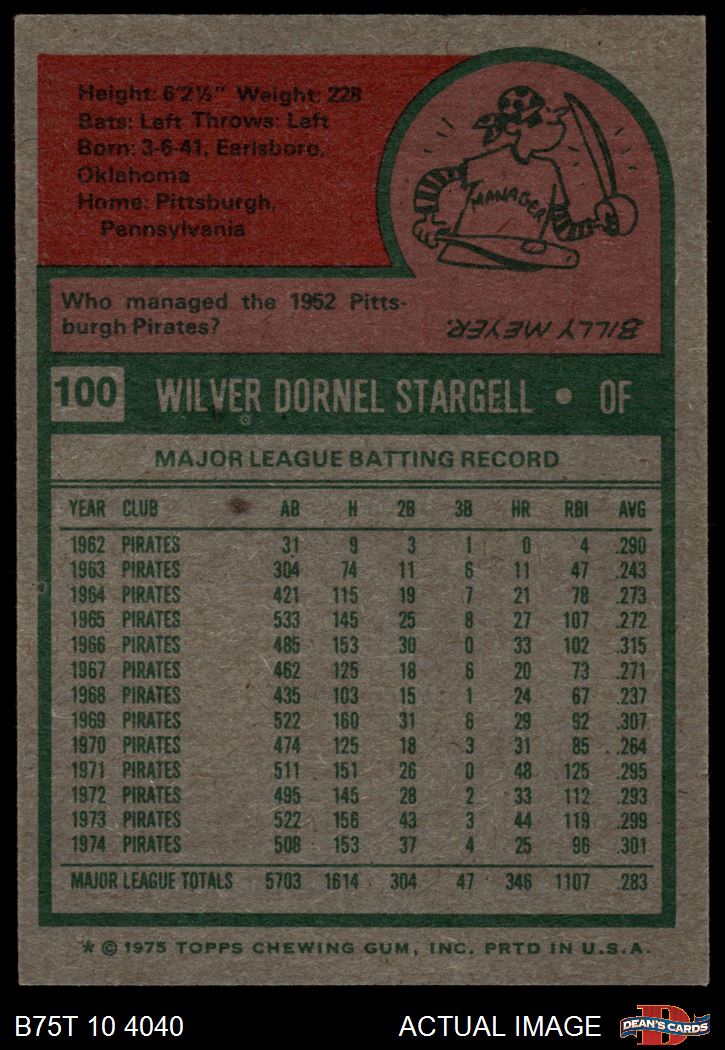 Height: 6'2½" Weight: 228
Bats: Left Throws: Left
Born: 3-6-41, Earlsboro,
Oklahoma
Home: Pittsburgh,
Pennsylvania
MANAGER
Who managed the 1952 Pitts-
burgh Pirates?
BILLY MEYER.
100 WILVER DORNEL STARGELL • OF
MAJOR LEAGUE BATTING RECORD
YEAR CLUB AB H 2B 3B HR RBI AVG
1962 PIRATES 31 9 3 1 0 4 .290
1963 PIRATES 304 74 11 6 11 47 .243
1964 PIRATES 421 115 19 7 21 78 .273
1965 PIRATES 533 145 25 8 27 107 .272
1966 PIRATES 485 153 30 0 33 102 .315
1967 PIRATES 462 125 18 6 20 73 .271
1968 PIRATES 435 103 15 1 24 67 .237
1969 PIRATES 522 160 31 6 29 92 .307
1970 PIRATES 474 125 18 3 31 85 .264
1971 PIRATES 511 151 26 0 48 125 .295
1972 PIRATES 495 145 28 2 33 112 .293
1973 PIRATES 522 156 43 3 44 119 .299
1974 PIRATES 508 153 37 4 25 96 .301
MAJOR LEAGUE TOTALS 5703 1614 304 47 346 1107 .283
* © 1975 TOPPS CHEWING GUM, INC. PRTD IN U.S.A.
B75T 10 4040 ACTUAL IMAGE
D
DEAN'S CARDS